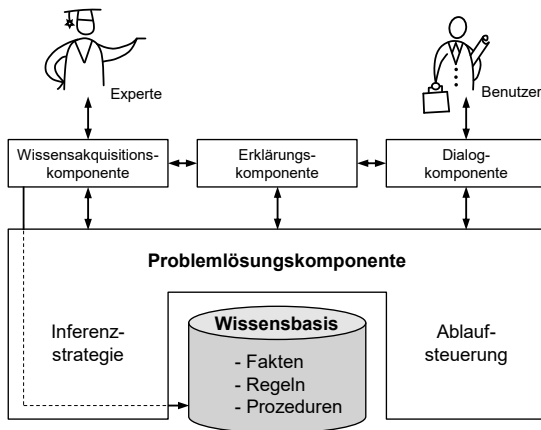 Experte
Benutzer
Wissensakquisitions-
komponente
Erklärungs-
komponente
Dialog-
komponente
Problemlösungskomponente
Inferenz-
strategie
Wissensbasis
- Fakten
- Regeln
- Prozeduren
Ablauf-
steuerung